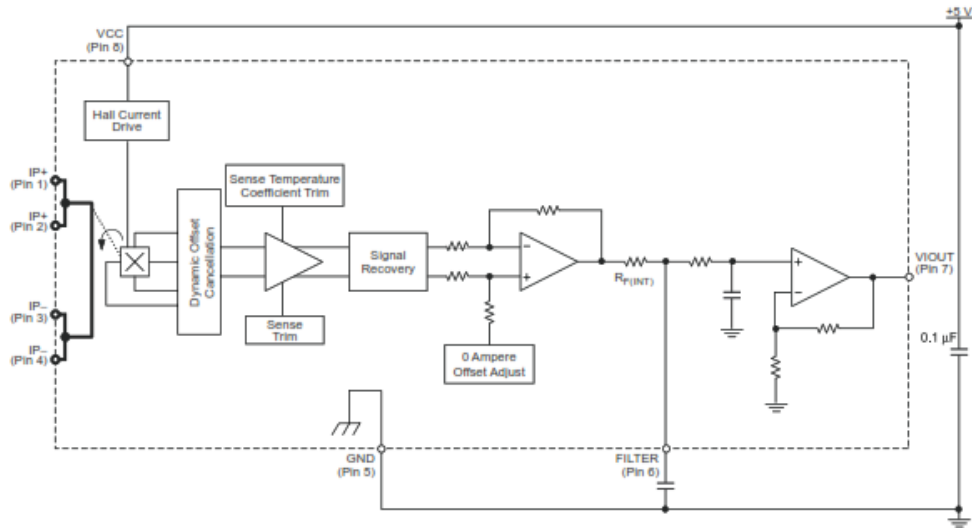 +5 V
VCC
(Pin 8)
Hall Current
Drive
IP+
(Pin 1)
IP+
(Pin 2)
IP–
(Pin 3)
IP–
(Pin 4)
Dynamic Offset
Cancellation
Sense Temperature
Coefficient Trim
Sense
Trim
Signal
Recovery
0 Ampere
Offset Adjust
–
+
RF(INT)
+
–
VIOUT
(Pin 7)
0.1 µF
GND
(Pin 5)
FILTER
(Pin 6)